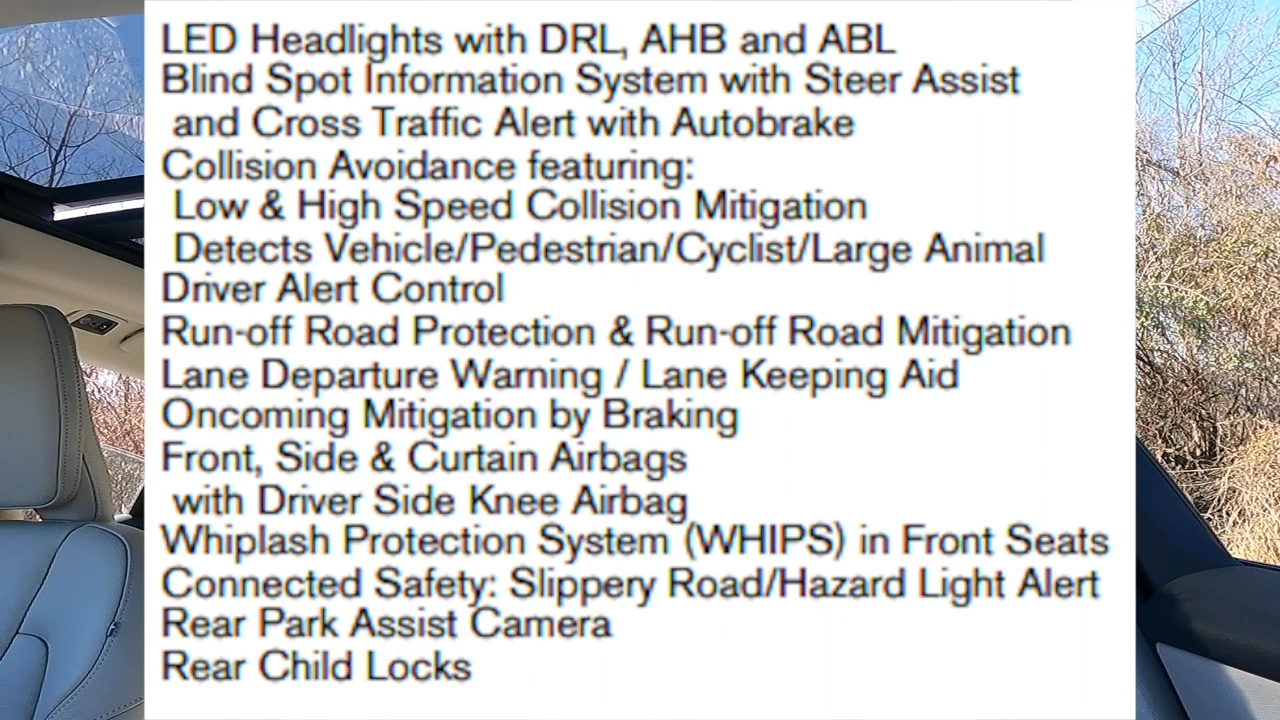 LED Headlights with DRL, AHB and ABL
Blind Spot Information System with Steer Assist
and Cross Traffic Alert with Autobrake
Collision Avoidance featuring:
Low & High Speed Collision Mitigation
Detects Vehicle/Pedestrian/Cyclist/Large Animal
Driver Alert Control
Run-off Road Protection & Run-off Road Mitigation
Lane Departure Warning / Lane Keeping Aid
Oncoming Mitigation by Braking
Front, Side & Curtain Airbags
with Driver Side Knee Airbag
Whiplash Protection System (WHIPS) in Front Seats
Connected Safety: Slippery Road/Hazard Light Alert
Rear Park Assist Camera
Rear Child Locks